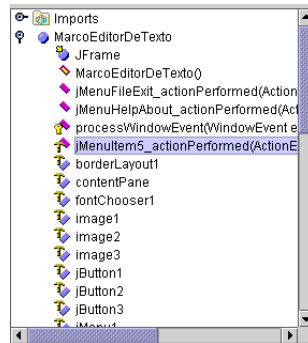 Imports
MarcoEditorDeTexto
JFrame
MarcoEditorDeTexto()
jMenuFileExit_actionPerformed(Action
jMenuHelpAbout_actionPerformed(Act
processWindowEvent(WindowEvent e
jMenuItem5_actionPerformed(ActionE
borderLayout1
contentPane
fontChooser1
image1
image2
image3
jButton1
jButton2
jButton3
jMenu1